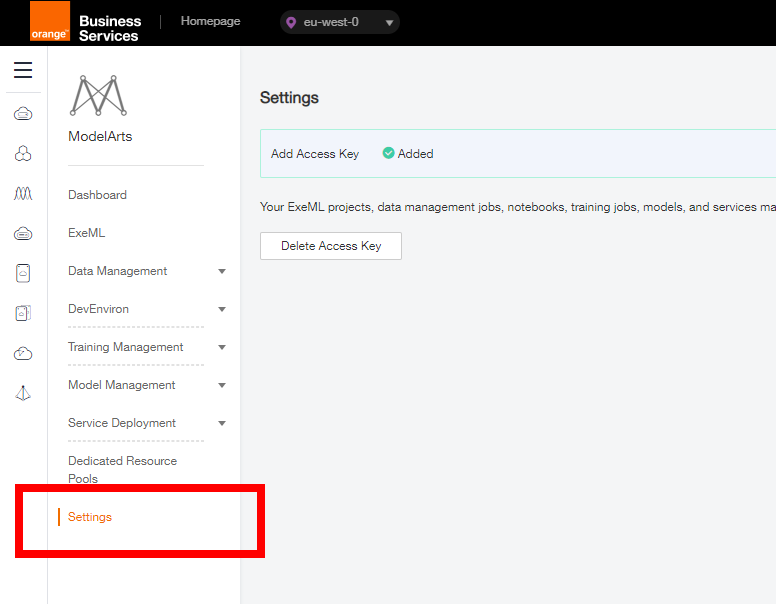 orange™
Business
Services
Homepage
eu-west-0
ModelArts
Dashboard
ExeML
Data Management
DevEnviron
Training Management
Model Management
Service Deployment
Dedicated Resource
Pools
Settings
Settings
Add Access Key
Added
Your ExeML projects, data management jobs, notebooks, training jobs, models, and services ma
Delete Access Key